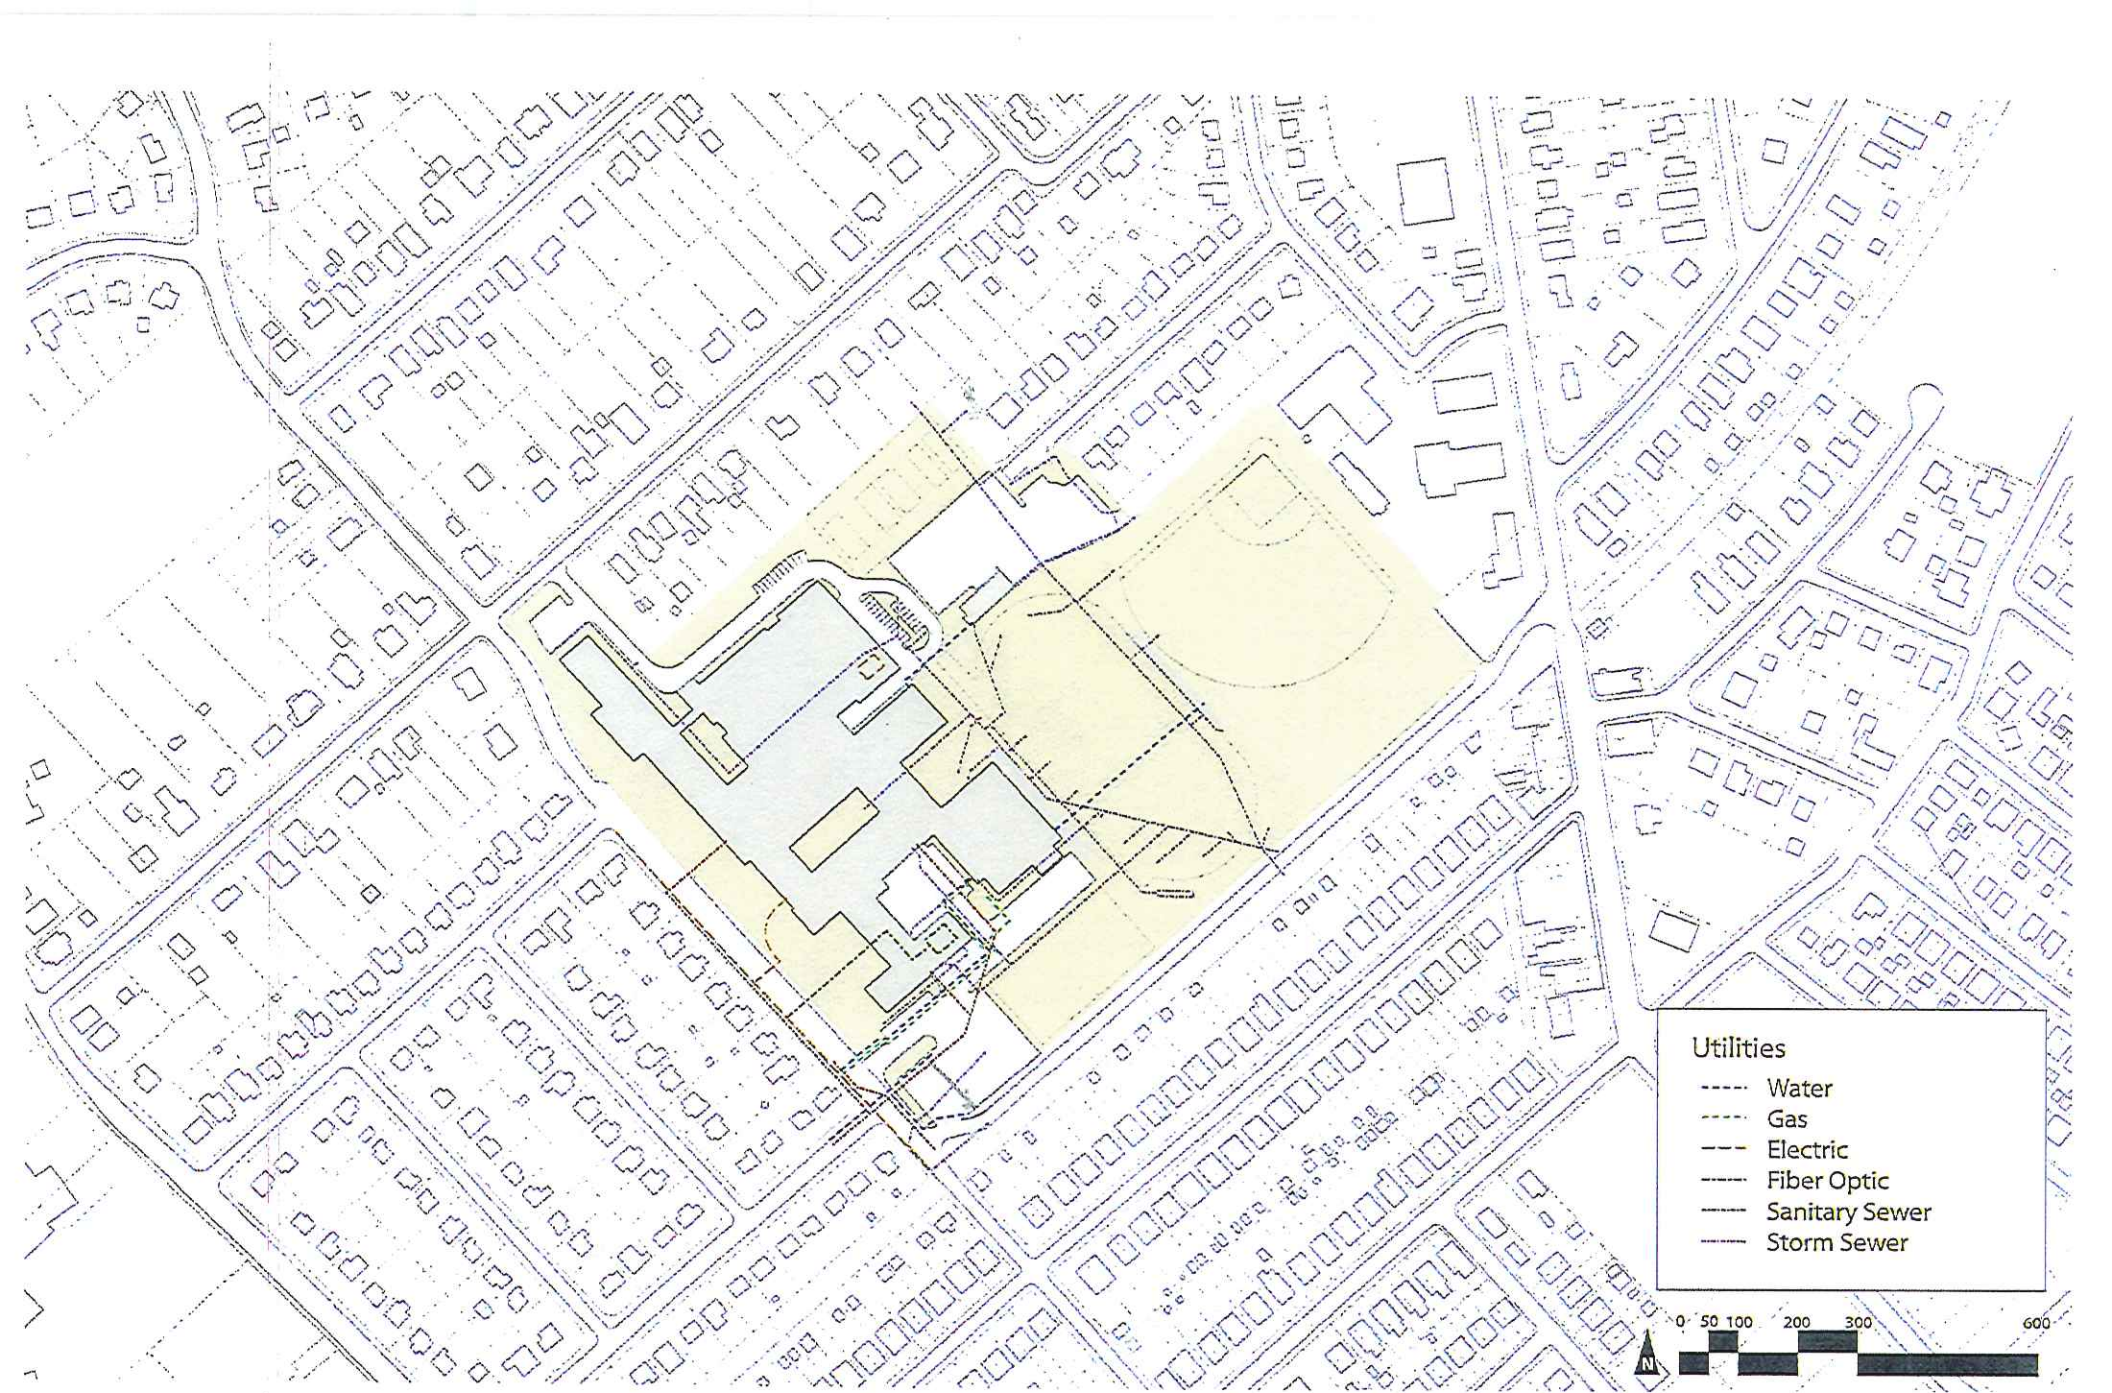 Utilities
Water
Gas
Electric
Fiber Optic
Sanitary Sewer
Storm Sewer
0 50 100 200 300 600
N